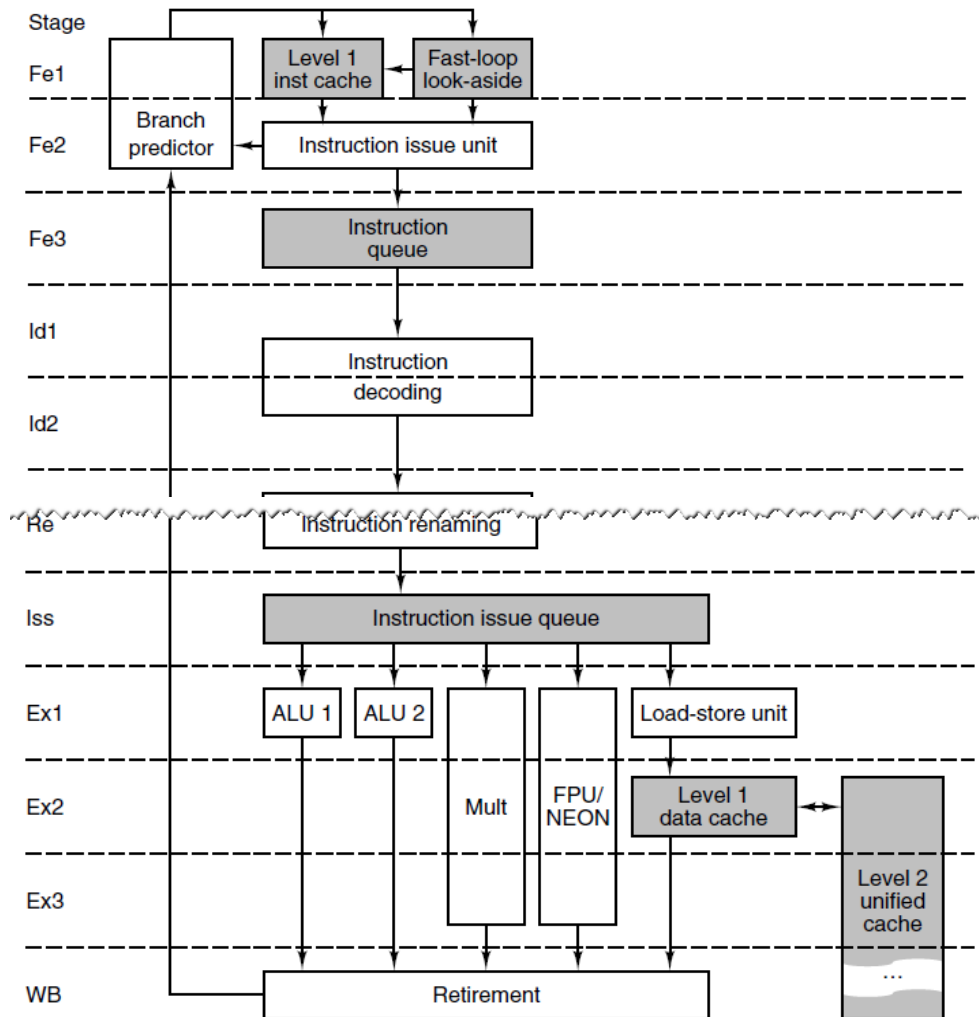 Stage
Fe1
Level 1
inst cache
Fast-loop
look-aside
Fe2
Branch
predictor
Instruction issue unit
Fe3
Instruction
queue
Id1
Instruction
decoding
Id2
Re
Instruction renaming
Iss
Instruction issue queue
Ex1
ALU 1
ALU 2
Load-store unit
Ex2
Mult
FPU/
NEON
Level 1
data cache
Ex3
Level 2
unified
cache
...
WB
Retirement